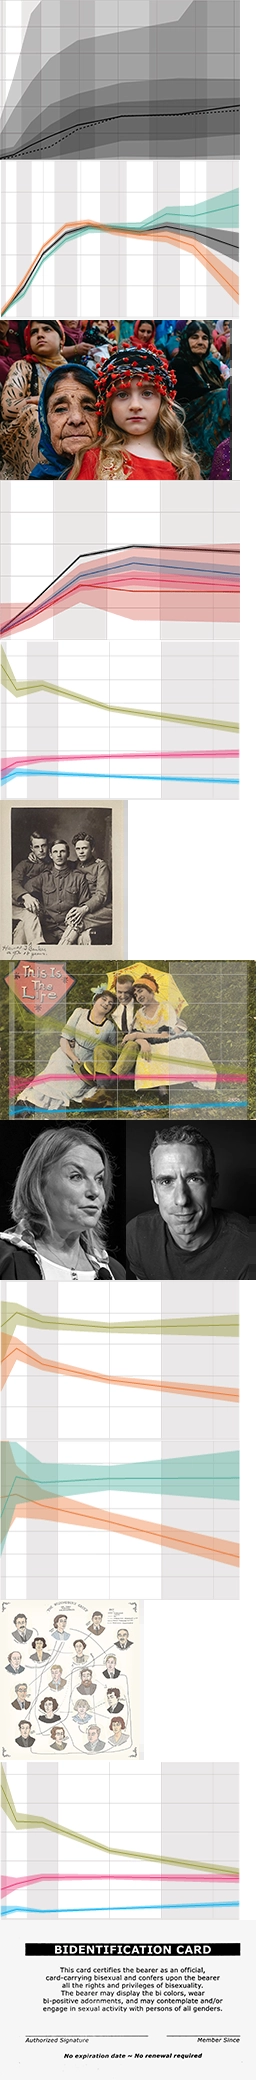 This Is
The
Life
BIDENTIFICATION CARD
This card certifies the bearer as an official,
card-carrying bisexual and confers upon the bearer
all the rights and privileges of bisexuality.
The bearer may display the bi colors, wear
bi-positive adornments, and may contemplate and/or
engage in sexual activity with persons of all genders.
Authorized Signature
Member Since
No expiration date ~ No renewal required